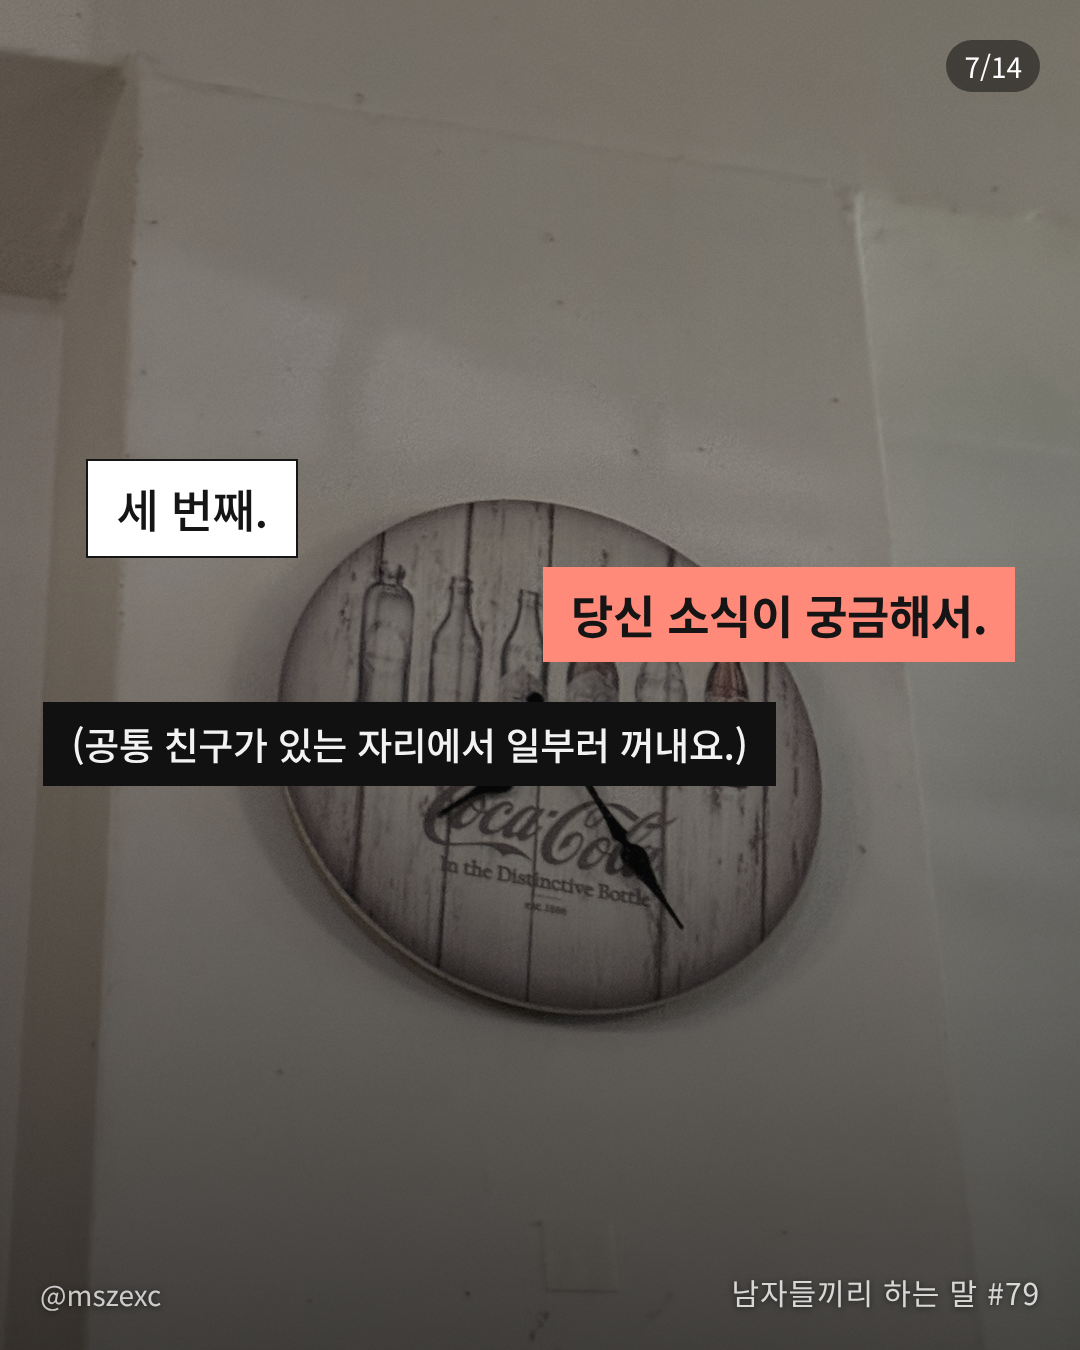 7/14
세 번째.
당신 소식이 궁금해서.
(공통 친구가 있는 자리에서 일부러 꺼내요.)
Coca-Cola
In the Distinctive Bottle
est. 1886
@mszexc
남자들끼리 하는 말 #79